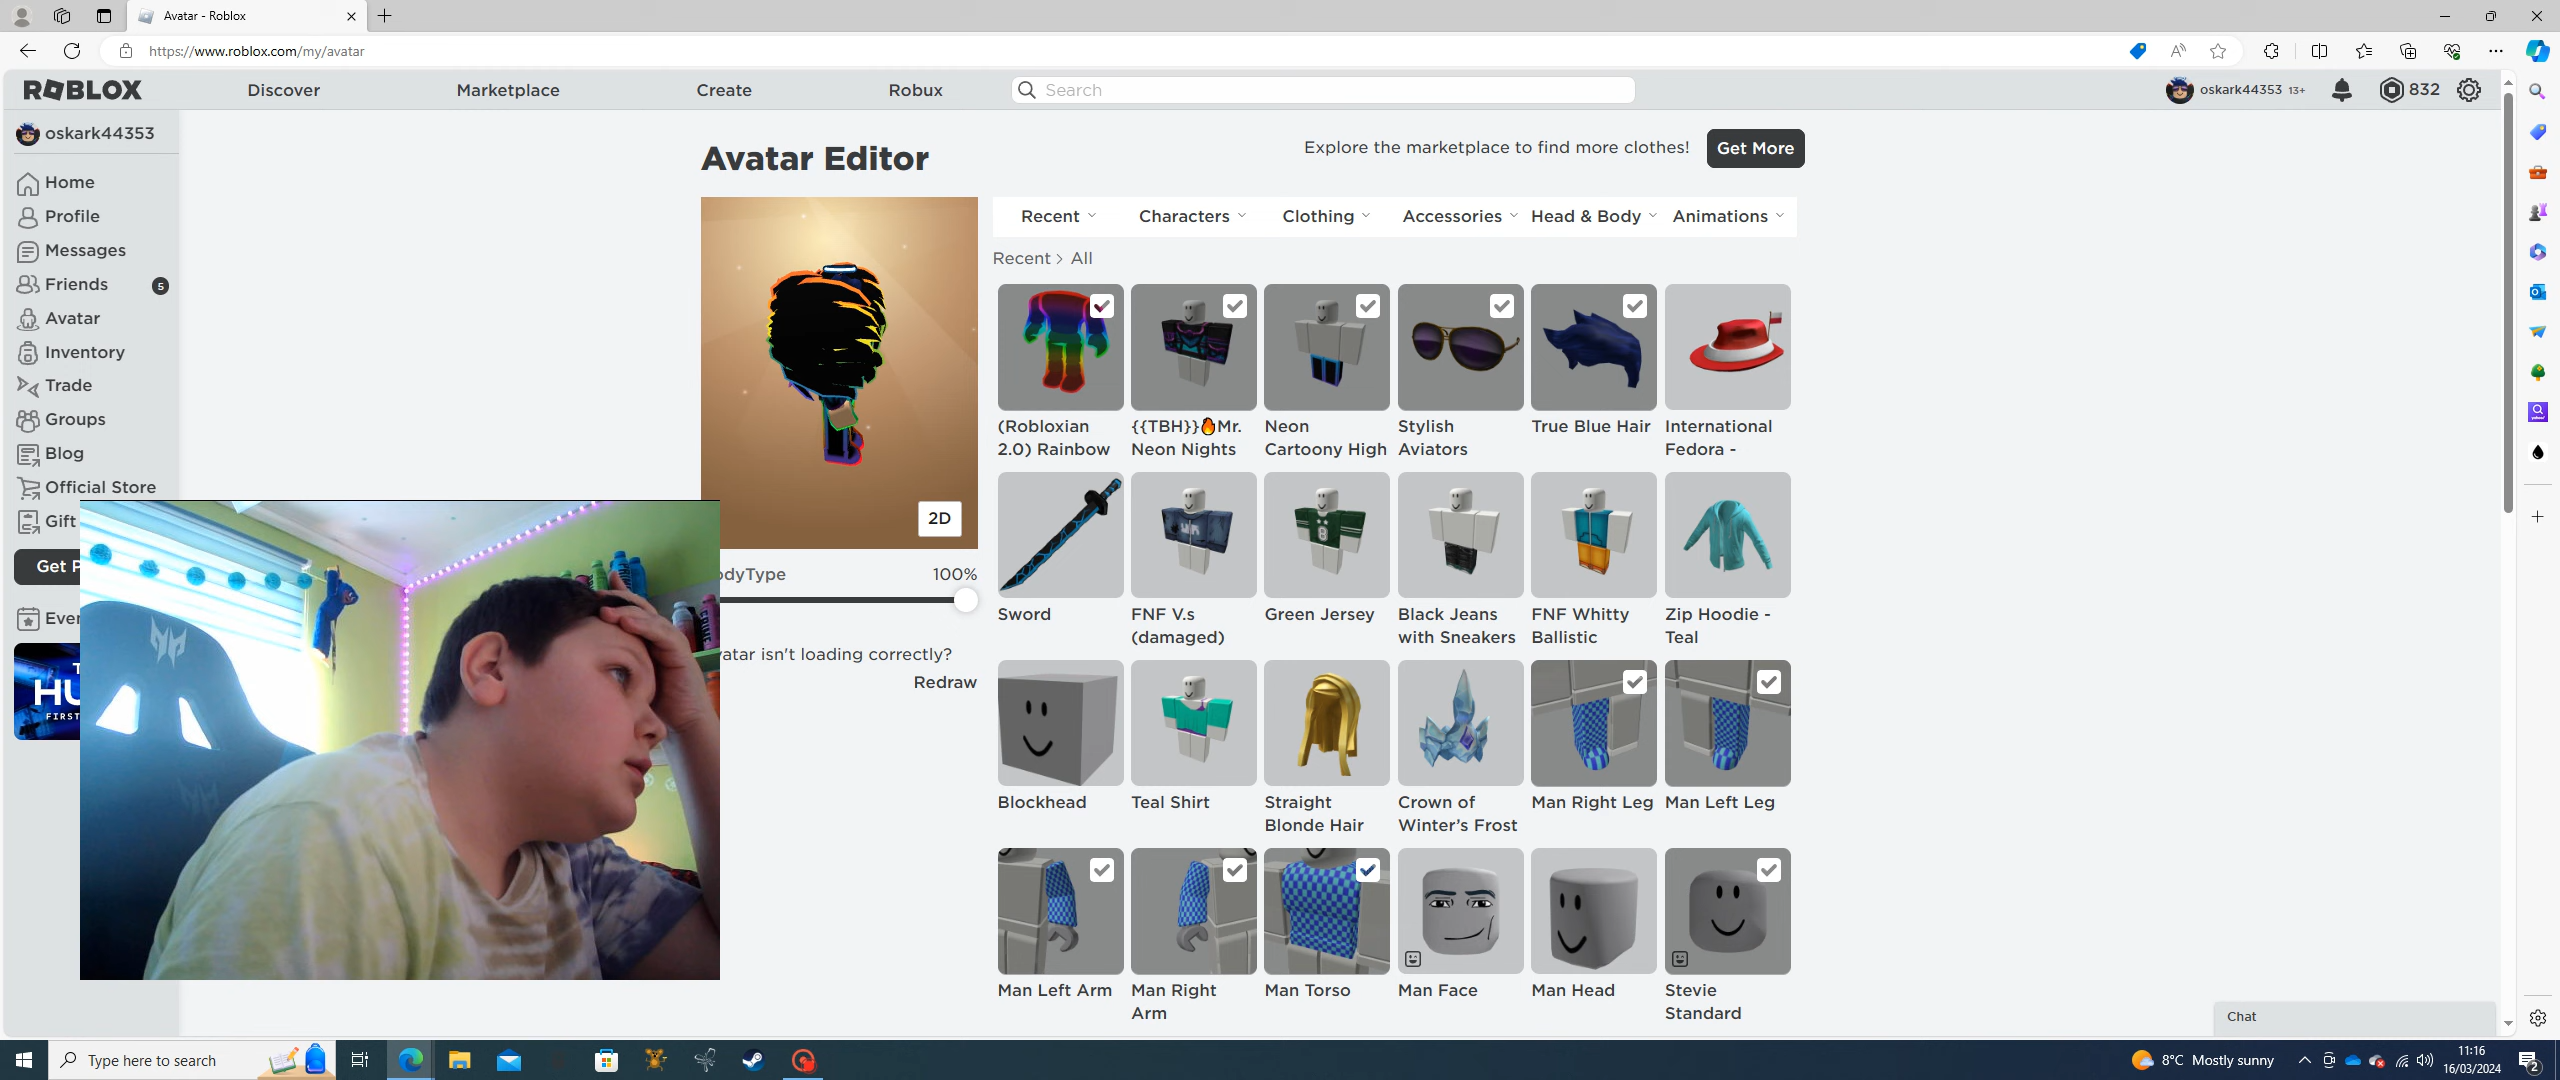 Avatar - Roblox
https://www.roblox.com/my/avatar
ROBLOX
Discover
Marketplace
Create
Robux
Search
oskark44353 13+
832
oskark44353
Home
Profile
Messages
Friends
5
Avatar
Inventory
Trade
Groups
Blog
Official Store
Gift
Get P
Even
HU
FIRST
Avatar Editor
Explore the marketplace to find more clothes!
Get More
2D
odyType
100%
vatar isn't loading correctly?
Redraw
Recent
Characters
Clothing
Accessories
Head & Body
Animations
Recent > All
(Robloxian
2.0) Rainbow
{{TBH}}🔥Mr.
Neon Nights
Neon
Cartoony High
Stylish
Aviators
True Blue Hair
International
Fedora -
Sword
FNF V.s
(damaged)
Green Jersey
Black Jeans
with Sneakers
FNF Whitty
Ballistic
Zip Hoodie -
Teal
Blockhead
Teal Shirt
Straight
Blonde Hair
Crown of
Winter's Frost
Man Right Leg
Man Left Leg
Man Left Arm
Man Right
Arm
Man Torso
Man Face
Man Head
Stevie
Standard
Chat
Type here to search
8°C Mostly sunny
11:16
16/03/2024
2